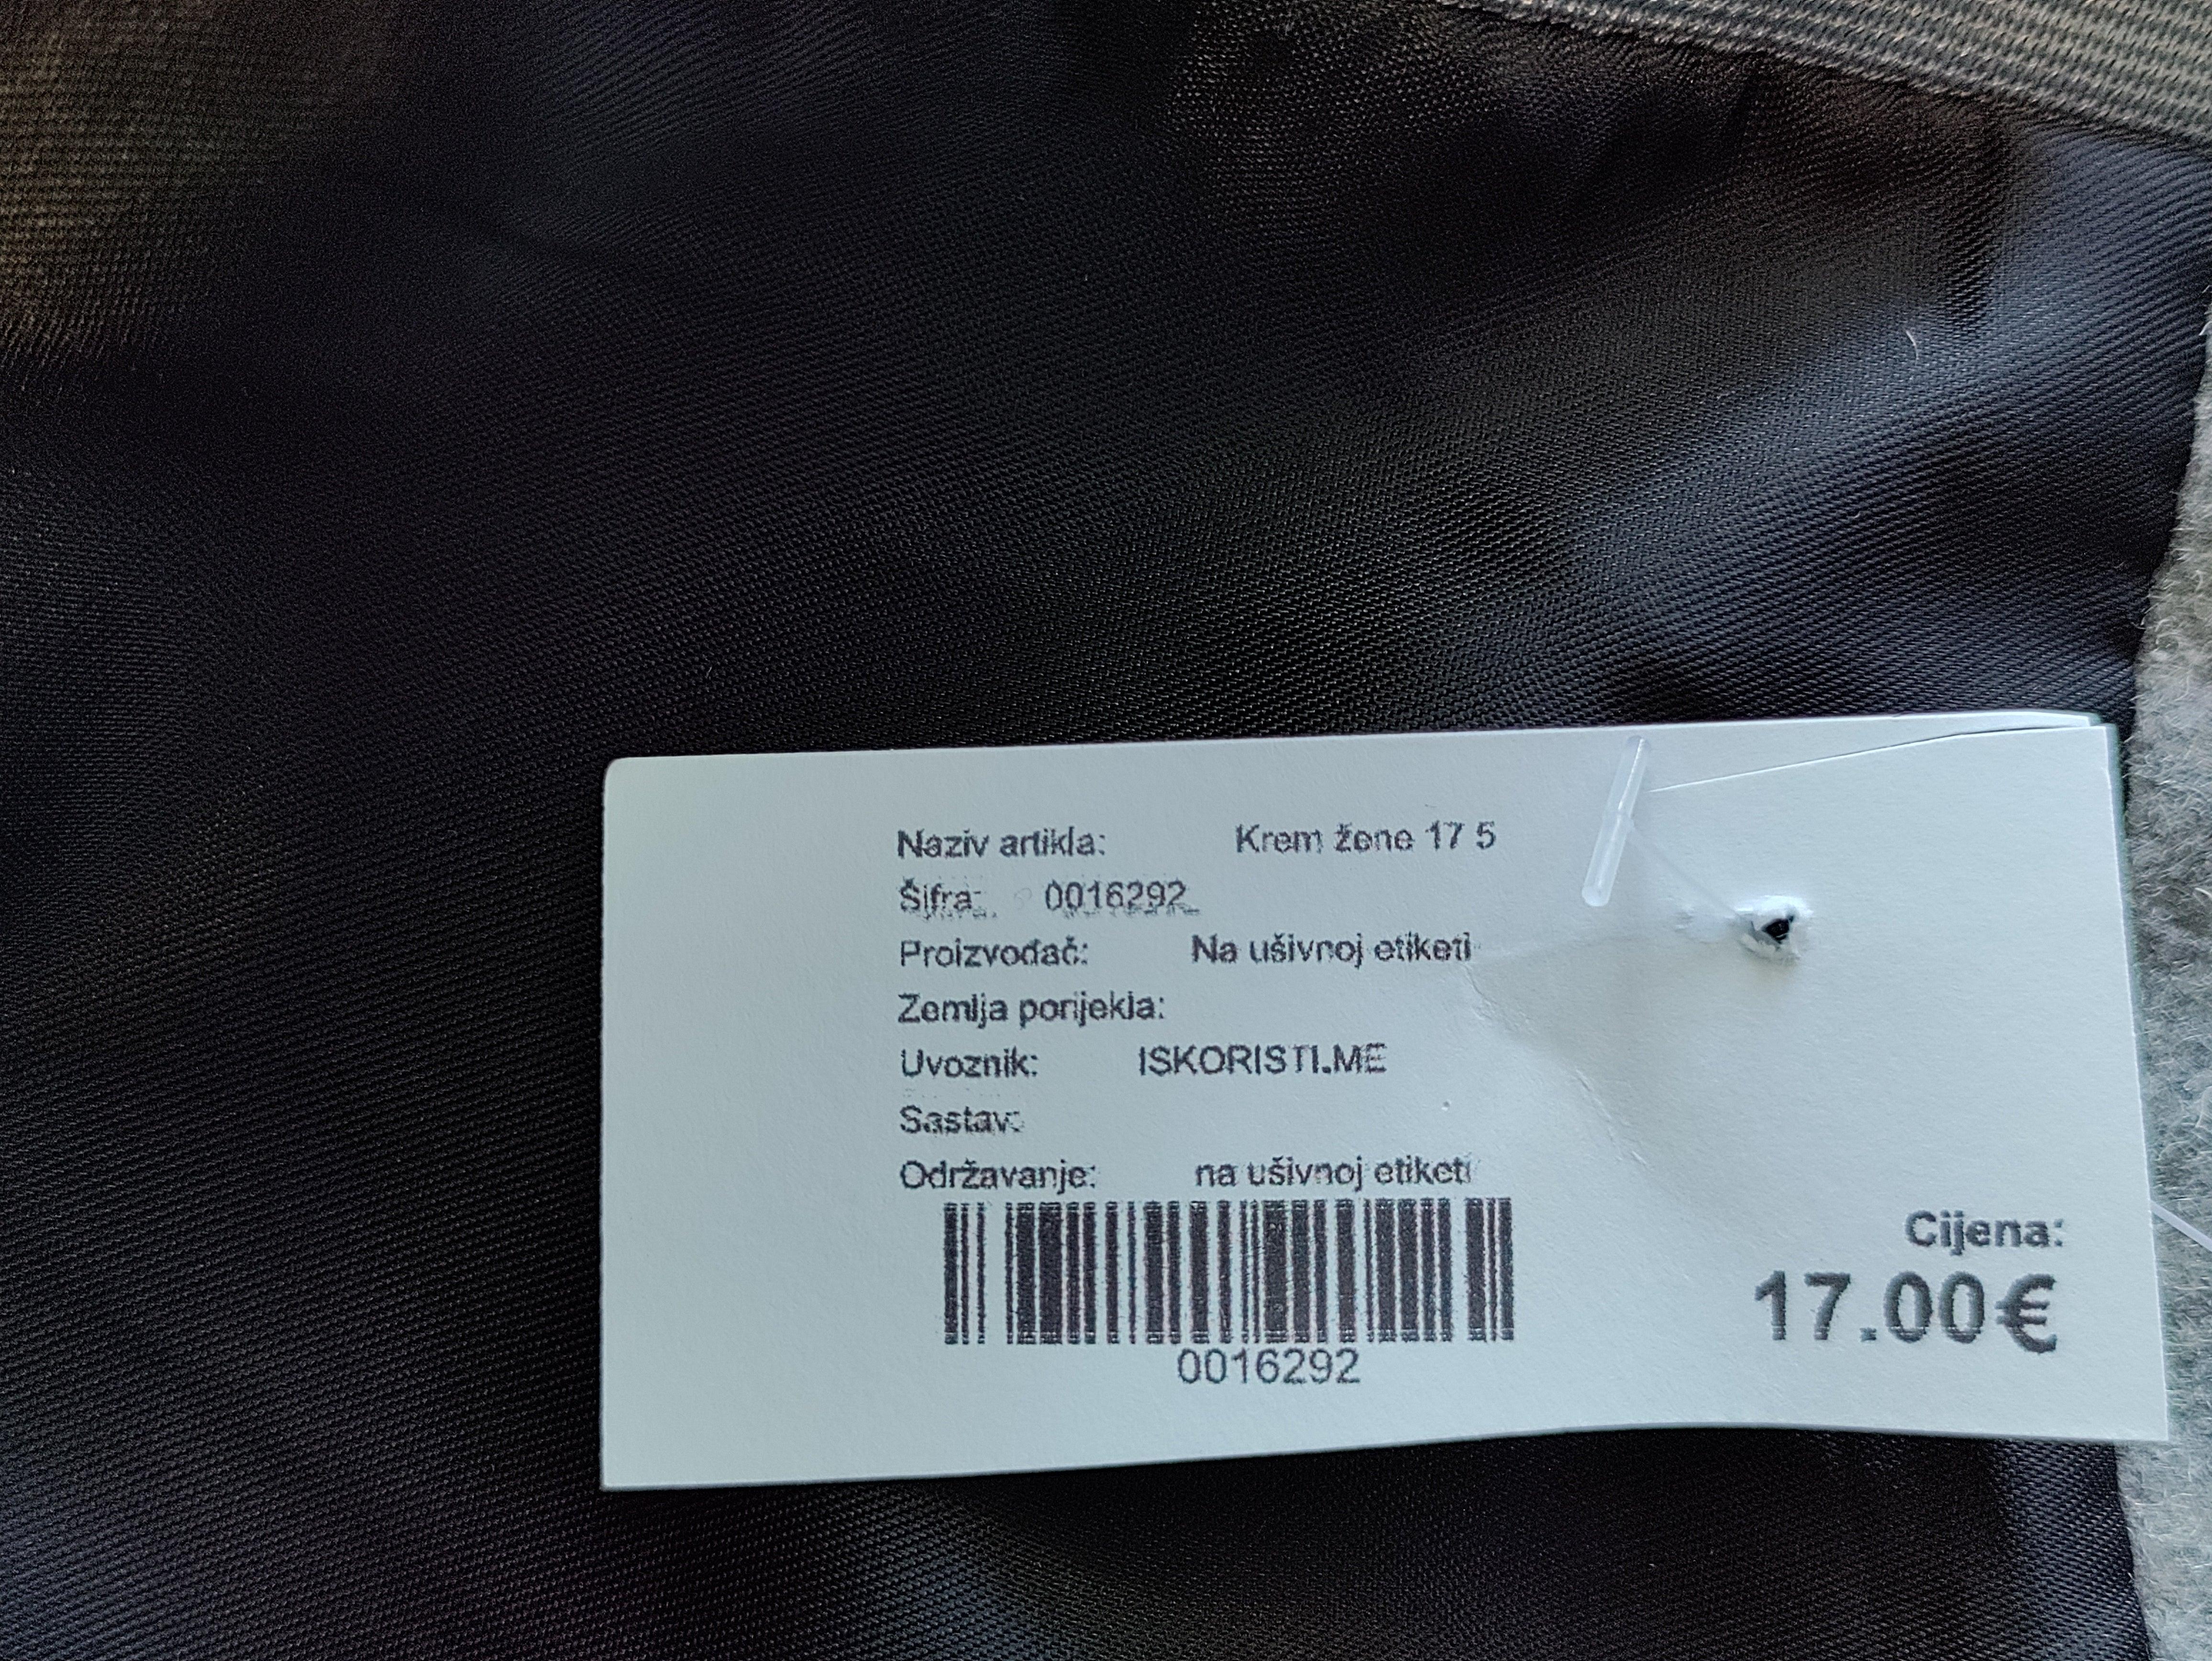 Naziv artikla: Krem žene 17 5
Šifra: 0016292
Proizvođač: Na ušivnoj etiketi
Zemlja porijekla:
Uvoznik: ISKORISTI.ME
Sastav:
Održavanje: na ušivnoj etiketi
0016292
Cijena:
17.00€